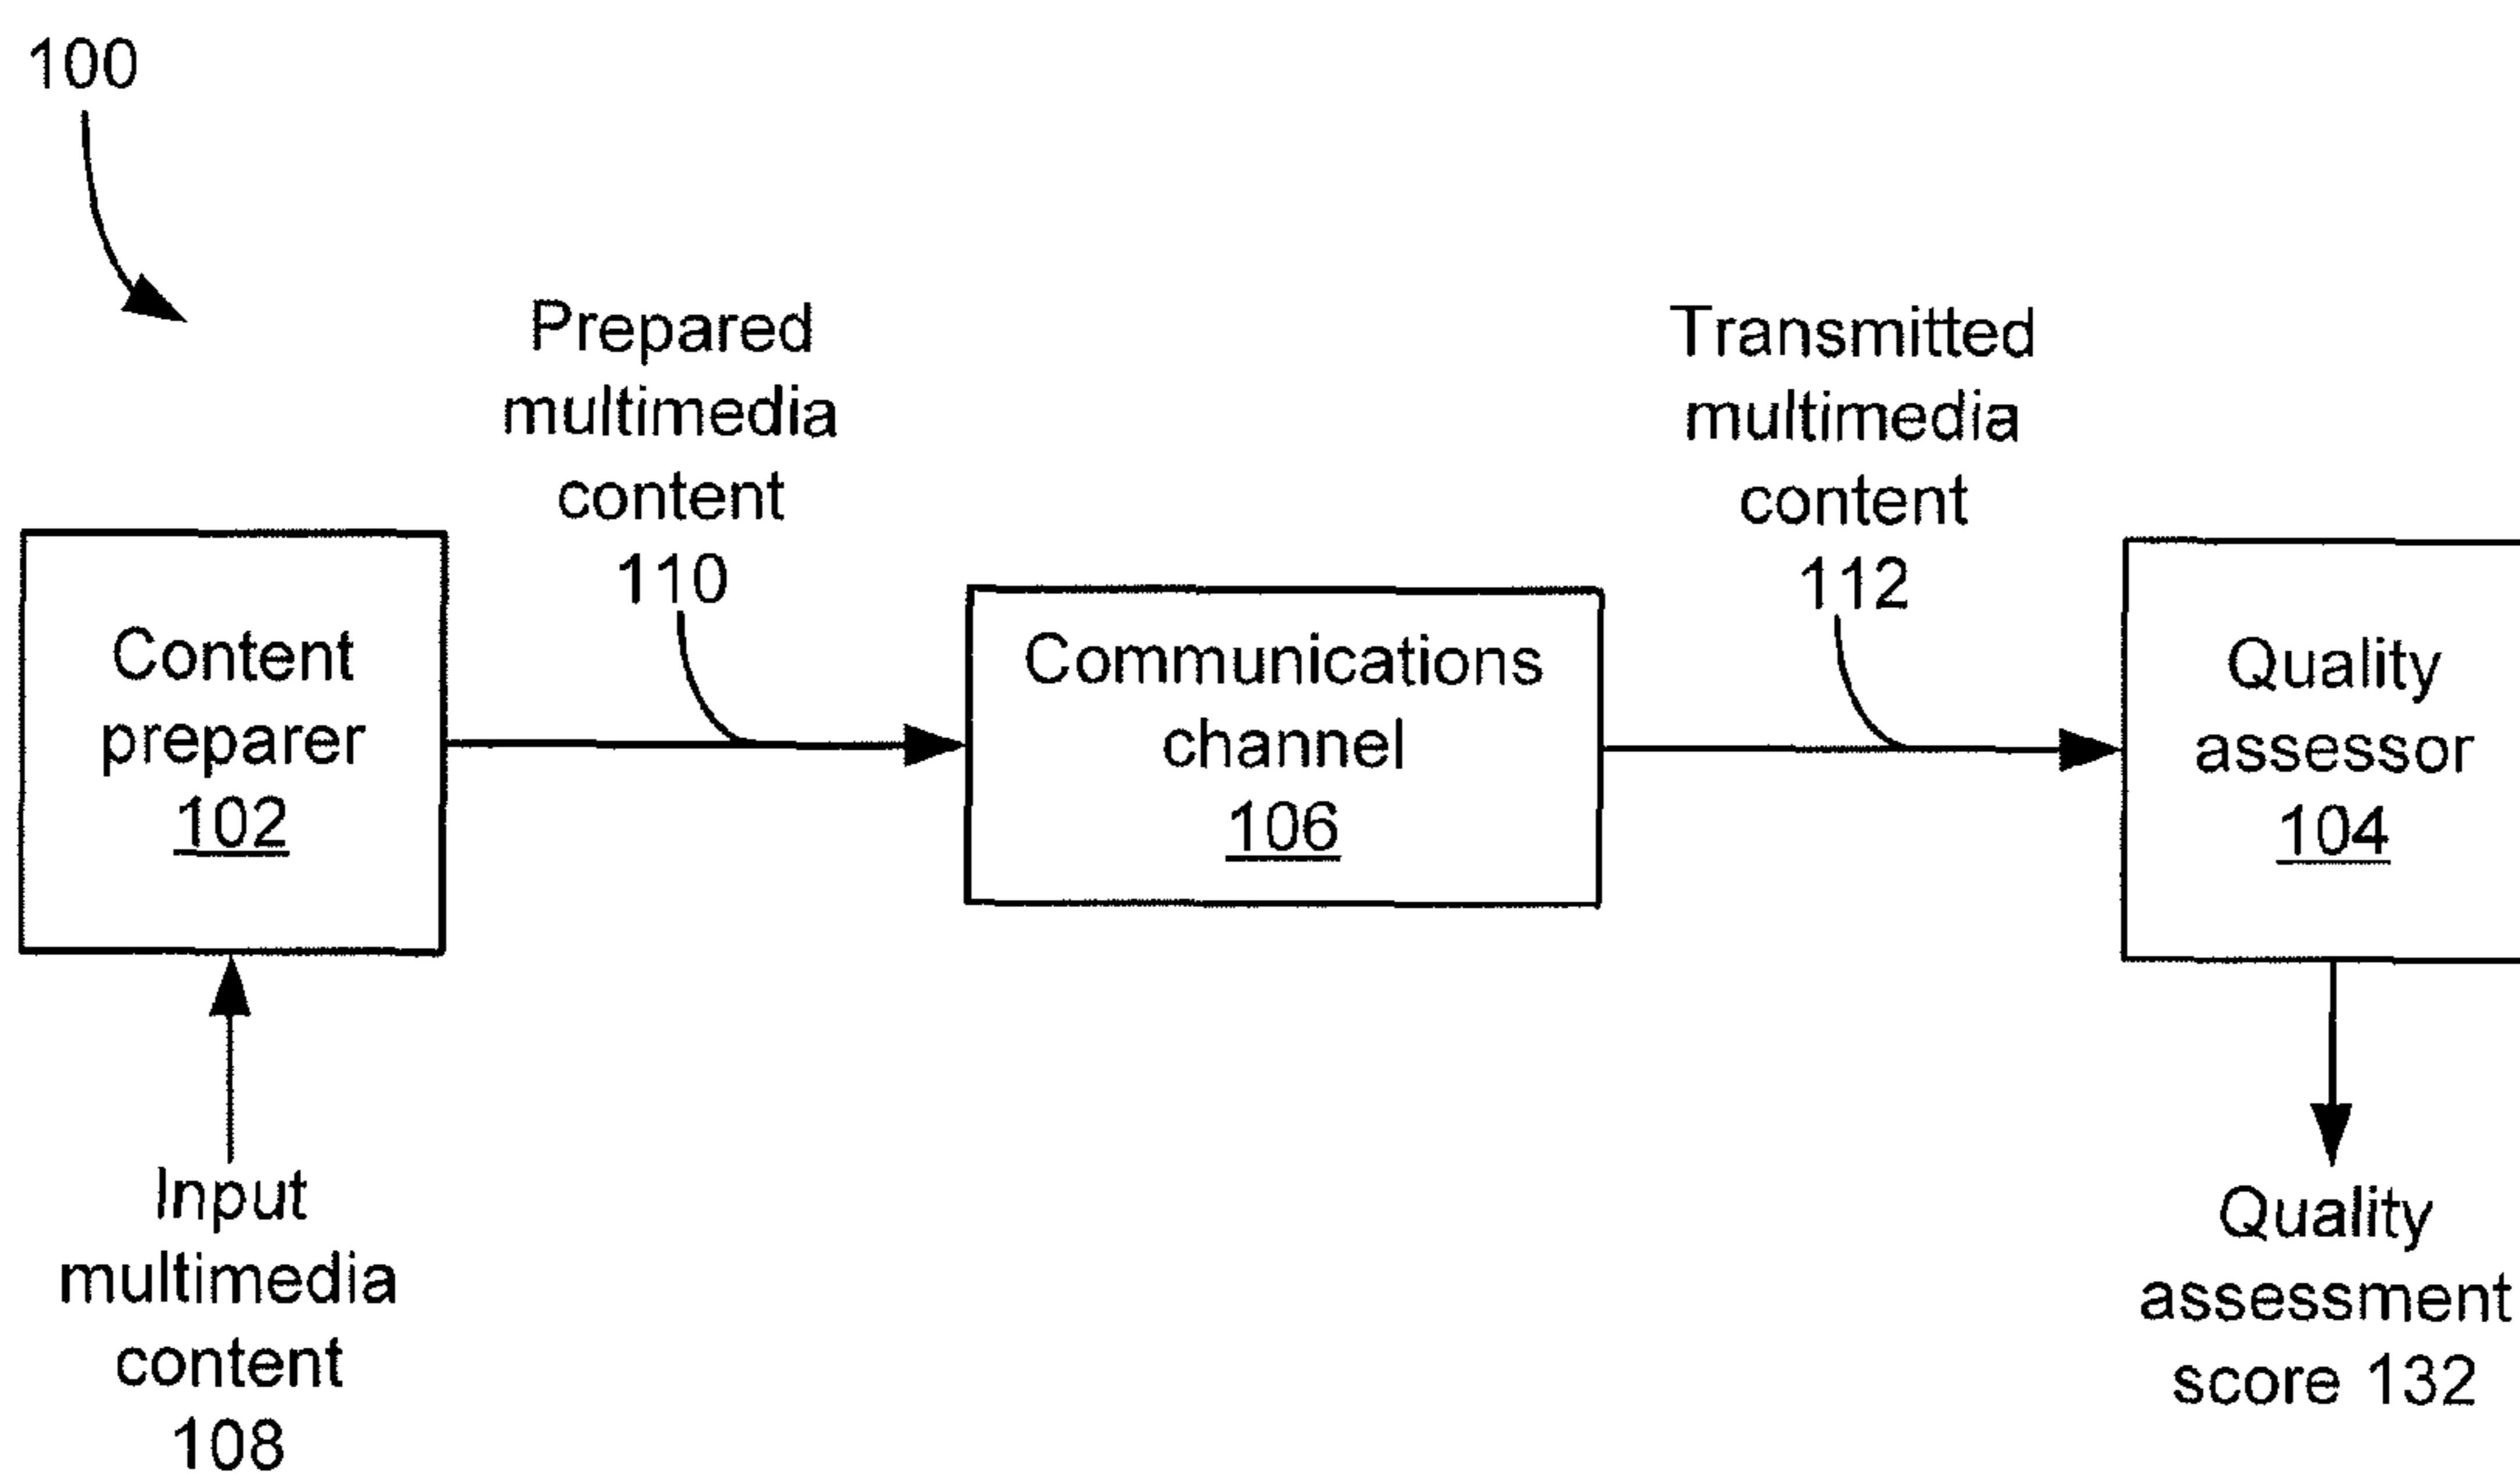 100
Prepared
multimedia
content
110
Transmitted
multimedia
content
112
Content
preparer
102
Communications
channel
106
Quality
assessor
104
Input
multimedia
content
108
Quality
assessment
score 132